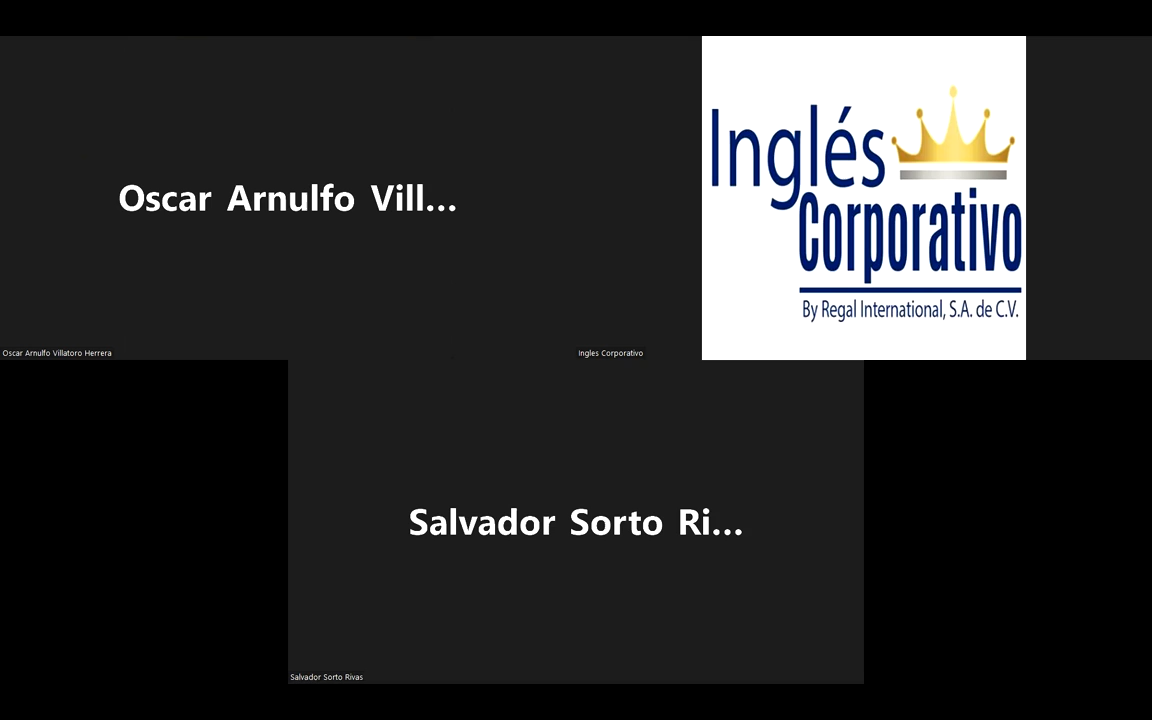 Oscar Arnulfo Vill...
Oscar Arnulfo Villatoro Herrera
Inglés
Corporativo
By Regal International, S.A. de C.V.
Ingles Corporativo
Salvador Sorto Ri...
Salvador Sorto Rivas